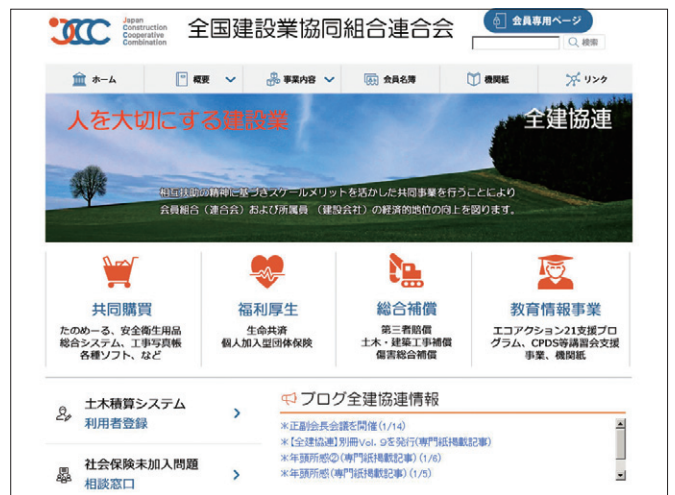 Japan
Construction
Cooperative
Combination
全国建設業協同組合連合会
会員専用ページ
検索
ホーム
概要
事業内容
会員名簿
機関紙
リンク
人を大切にする建設業
全建協連
相互扶助の精神に基づきスケールメリットを活かした共同事業を行うことにより
会員組合（連合会）および所属員（建設会社）の経済的地位の向上を図ります。
共同購買
たのめーる、安全衛生用品
総合システム、工事写真帳
各種ソフト、など
福利厚生
生命共済
個人加入型団体保険
総合補償
第三者賠償
土木・建築工事補償
傷害総合補償
教育情報事業
エコアクション21支援プロ
グラム、CPDS等講習会支援
事業、機関紙
土木積算システム
利用者登録
社会保険未加入問題
相談窓口
ブログ全建協連情報
※正副会長会議を開催(1/14)
※【全建協連】別冊Vol. 9を発行(専門紙掲載記事)
※年頭所感②(専門紙掲載記事) (1/6)
※年頭所感(専門紙掲載記事) (1/5)